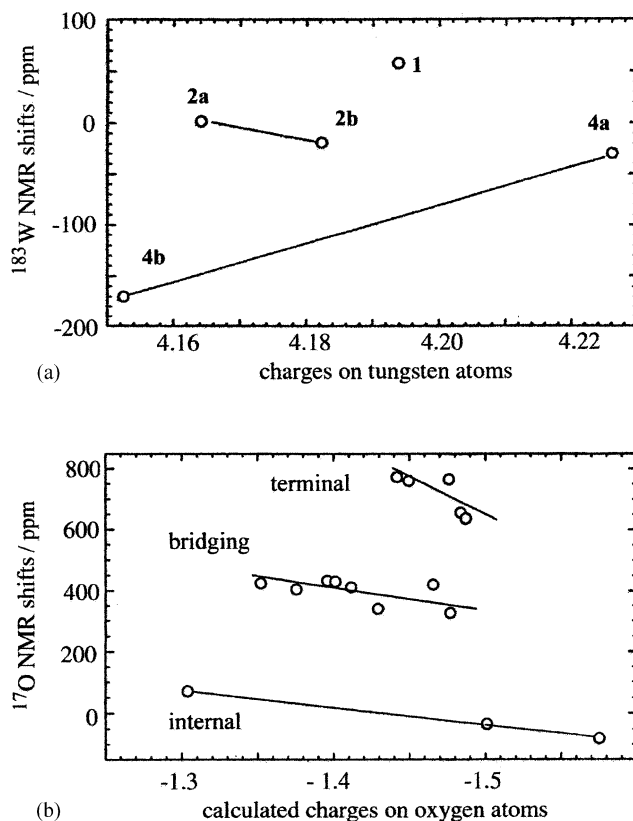 100
0
-100
-200
¹⁸³W NMR shifts / ppm
1
2a
2b
4a
4b
4.16 4.18 4.20 4.22
(a) charges on tungsten atoms
800
600
400
200
0
¹⁷O NMR shifts / ppm
terminal
bridging
internal
-1.3 -1.4 -1.5
(b) calculated charges on oxygen atoms